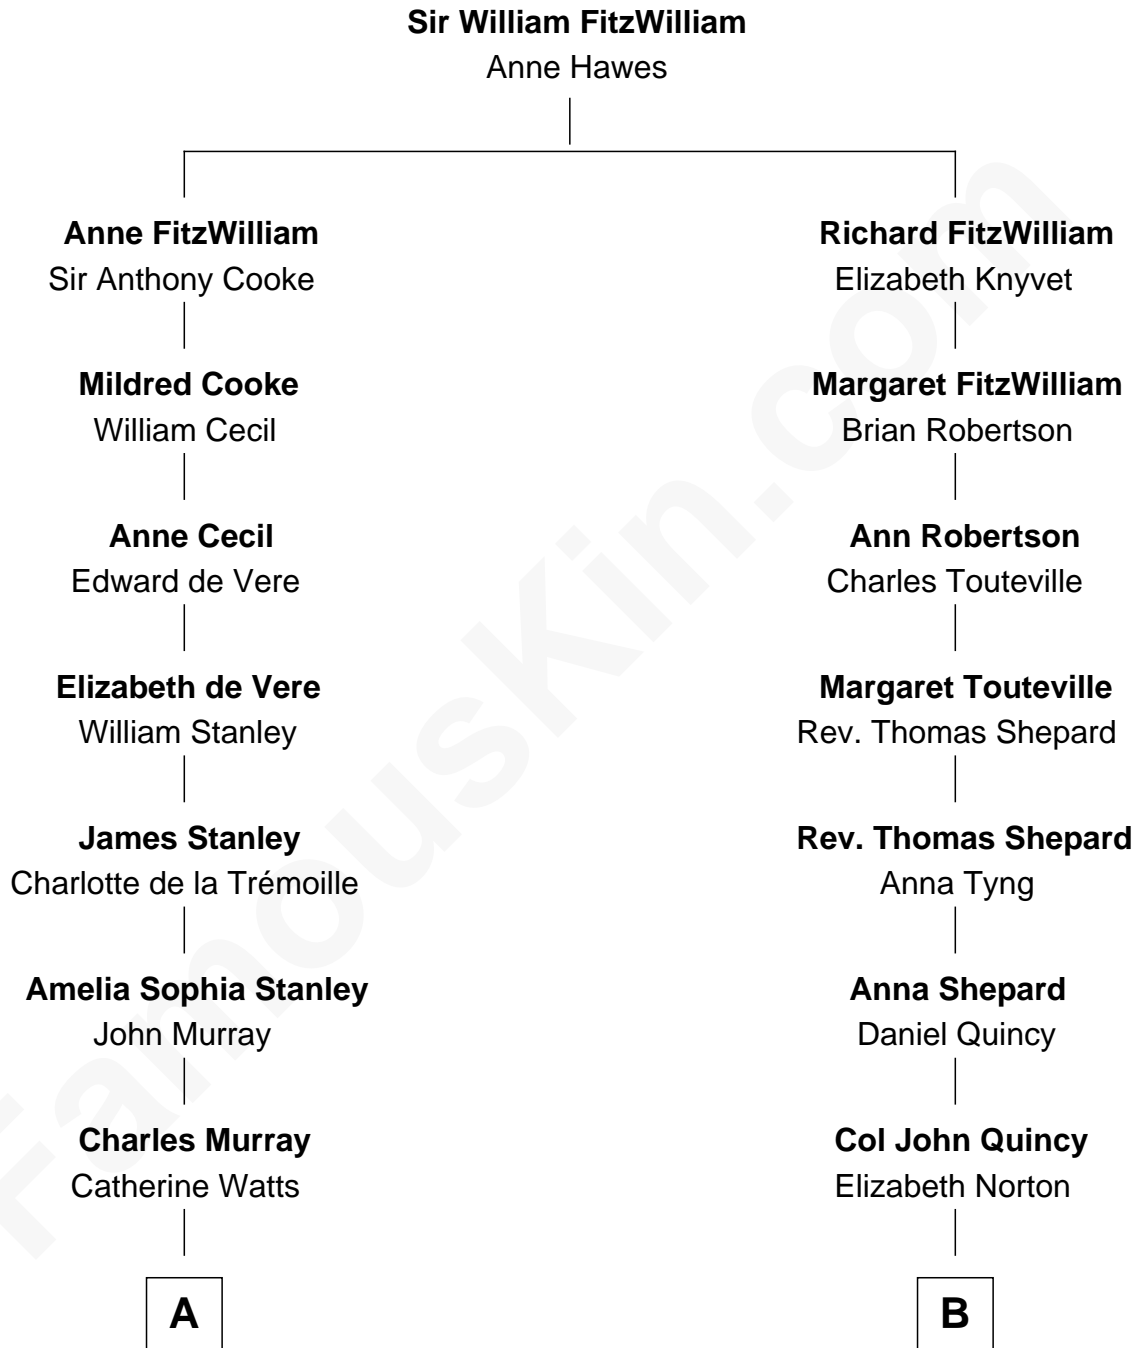 Sir William FitzWilliam
Anne Hawes
Anne FitzWilliam
Sir Anthony Cooke
Mildred Cooke
William Cecil
Anne Cecil
Edward de Vere
Elizabeth de Vere
William Stanley
James Stanley
Charlotte de la Trémoille
Amelia Sophia Stanley
John Murray
Charles Murray
Catherine Watts
A
Richard FitzWilliam
Elizabeth Knyvet
Margaret FitzWilliam
Brian Robertson
Ann Robertson
Charles Touteville
Margaret Touteville
Rev. Thomas Shepard
Rev. Thomas Shepard
Anna Tyng
Anna Shepard
Daniel Quincy
Col John Quincy
Elizabeth Norton
B
FamousKin.com